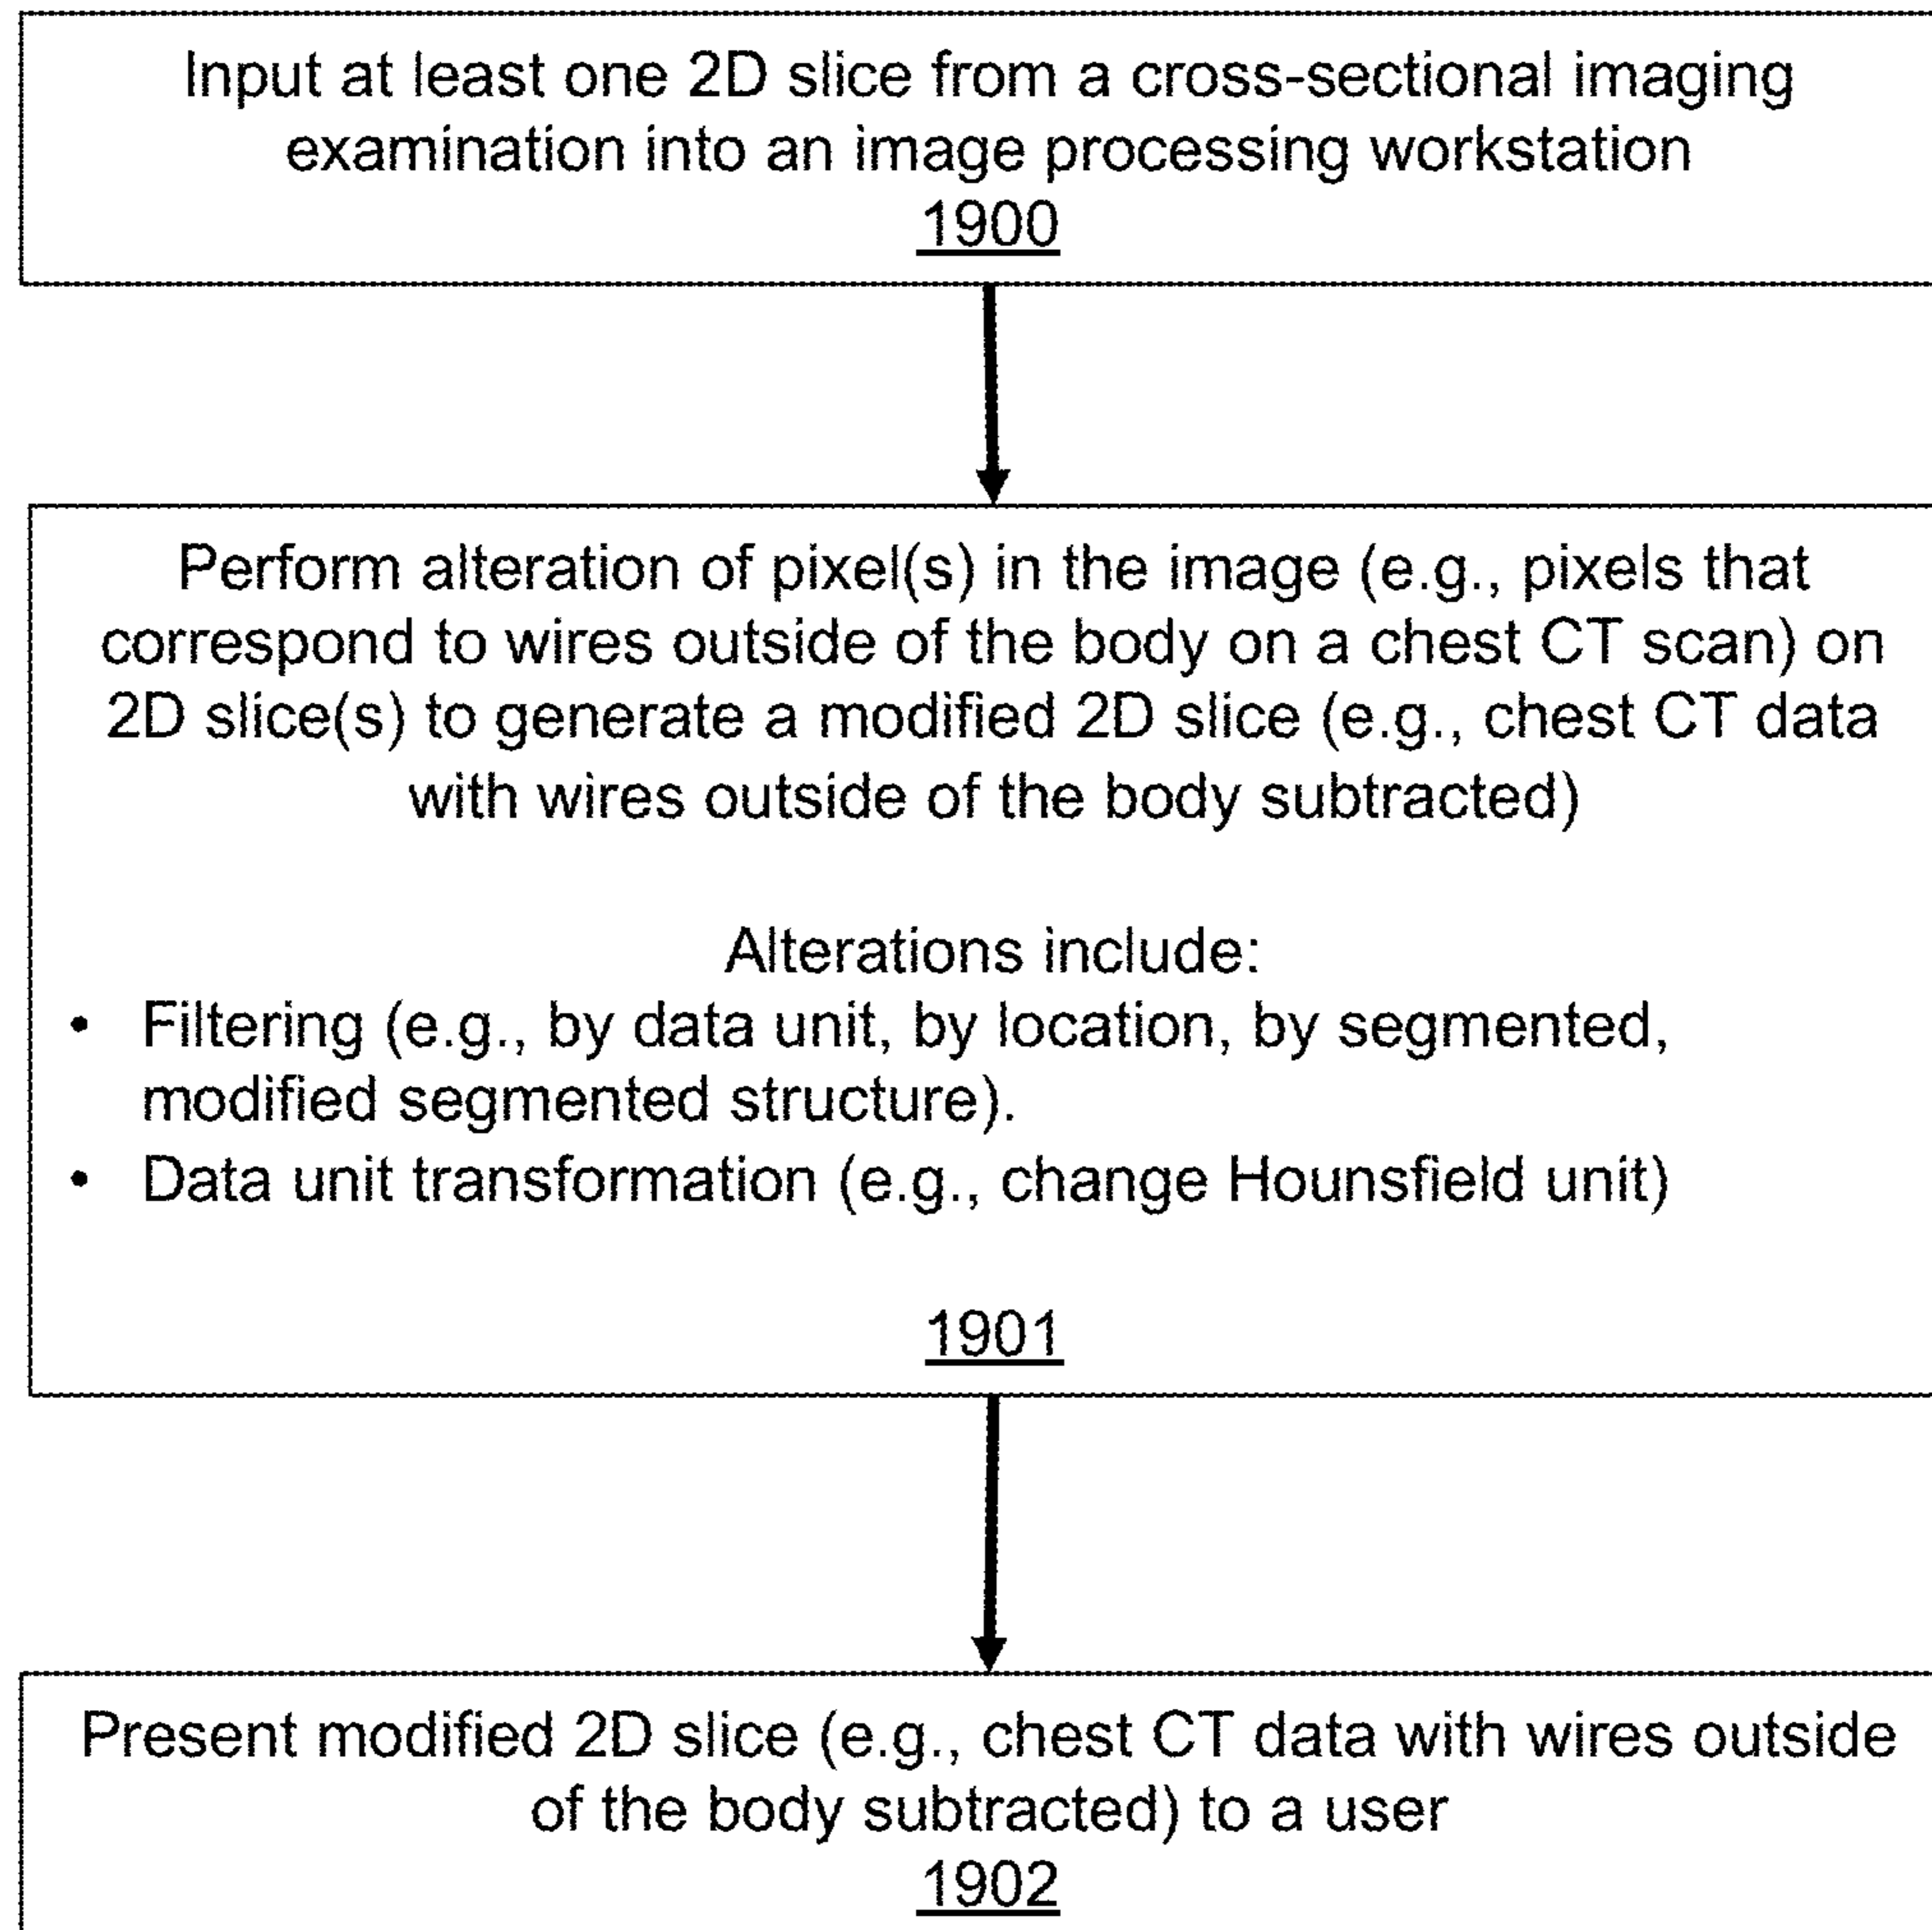 Input at least one 2D slice from a cross-sectional imaging
examination into an image processing workstation
1900
Perform alteration of pixel(s) in the image (e.g., pixels that
correspond to wires outside of the body on a chest CT scan) on
2D slice(s) to generate a modified 2D slice (e.g., chest CT data
with wires outside of the body subtracted)
Alterations include:
• Filtering (e.g., by data unit, by location, by segmented,
modified segmented structure).
• Data unit transformation (e.g., change Hounsfield unit)
1901
Present modified 2D slice (e.g., chest CT data with wires outside
of the body subtracted) to a user
1902